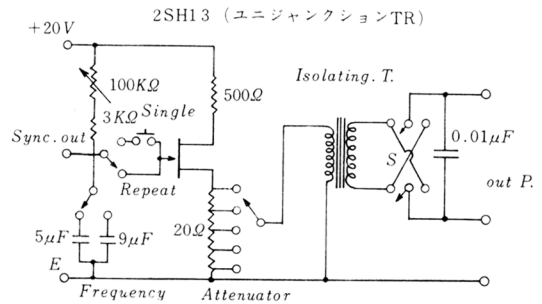 2SH13 (ユニジャンクションTR)
+20V
100KΩ
500Ω
Isolating. T.
3KΩ
Single
Sync. out
0.01μF
S
Repeat
out P.
5μF
9μF
20Ω
E
Frequency
Attenuator